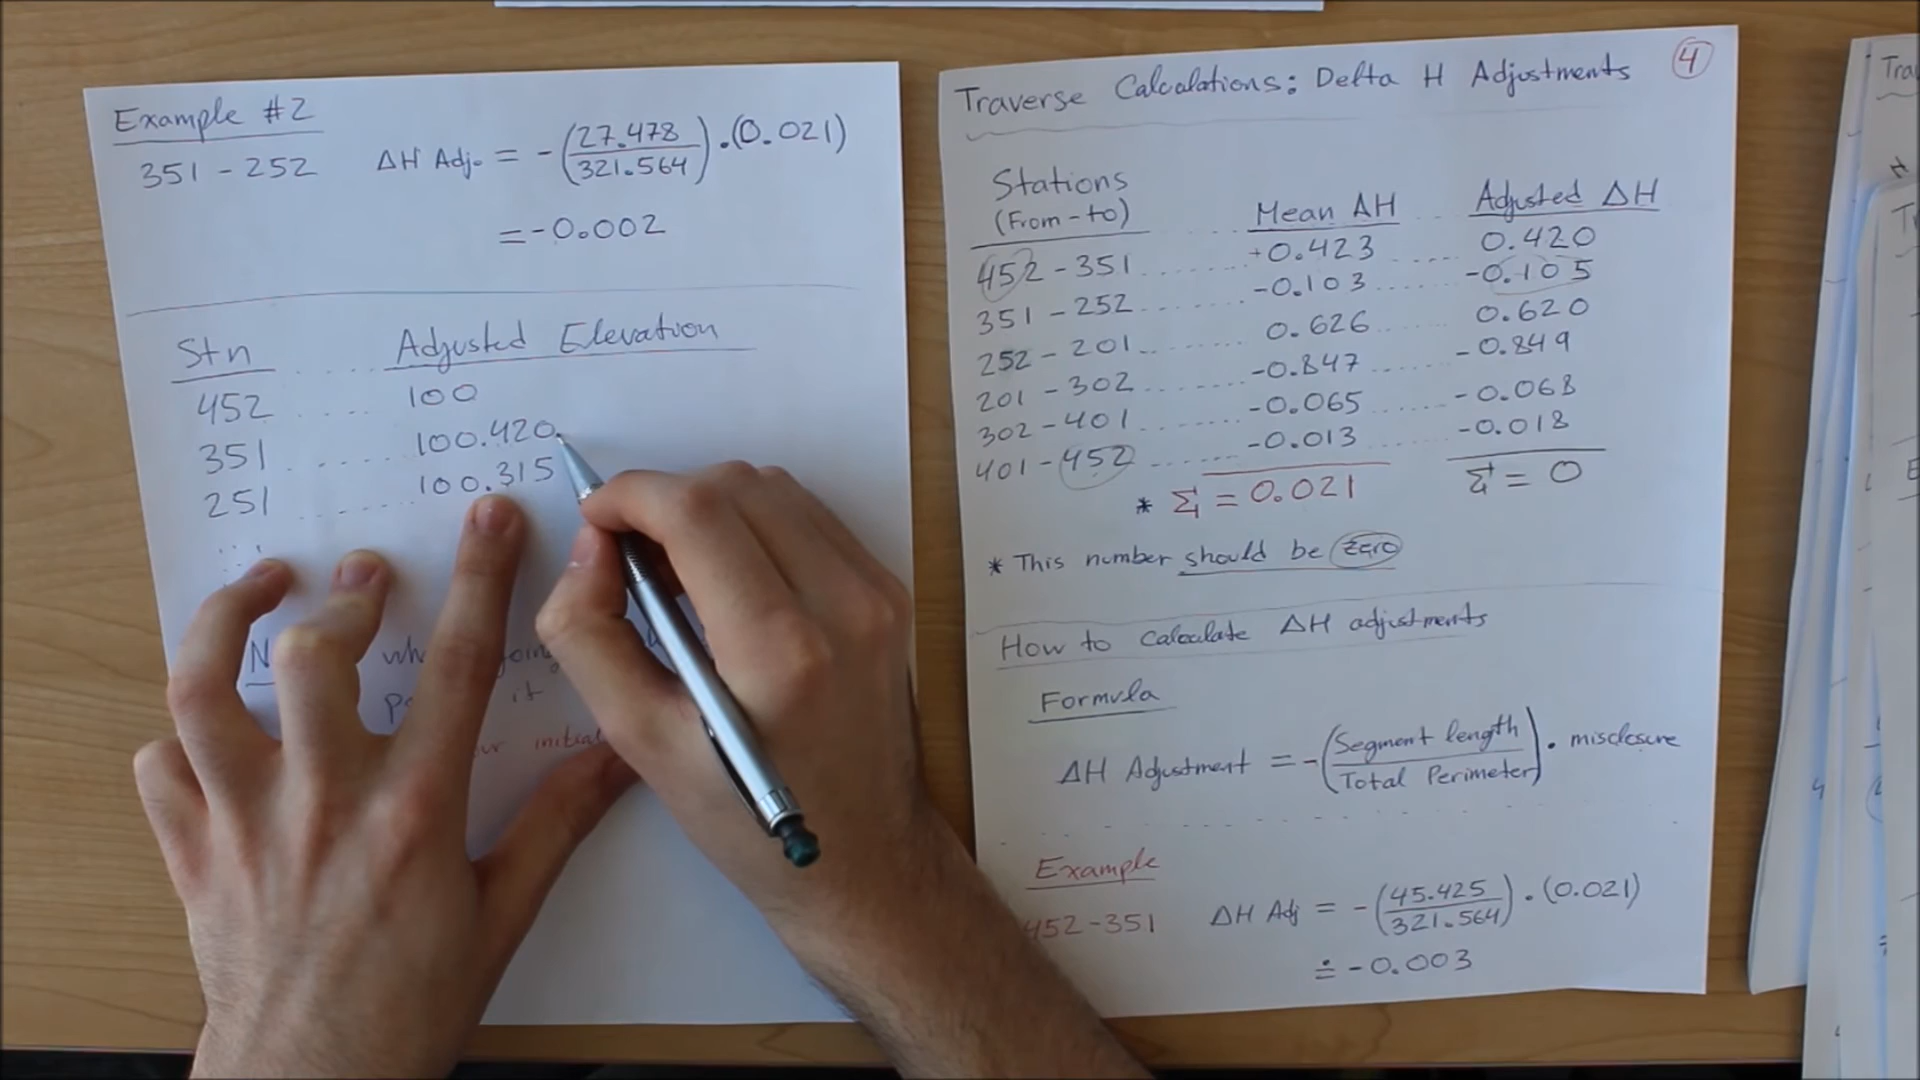 Example #2
351 - 252 ΔH Adj. = -(27.478/321.564).(0.021)
= -0.002
Stn .... Adjusted Elevation
452 .... 100
351 ...... 100.420
251 ....... 100.315
it
initial
4
Traverse Calculations: Delta H Adjustments
Stations
(From - to) Mean ΔH .. Adjusted ΔH
452 - 351 ....... +0.423 .... 0.420
351 - 252 ....... -0.103 ...... -0.105
252 - 201 ....... 0.626 ....... 0.620
201 - 302 ....... -0.847 ....... -0.849
302 - 401 ....... -0.065 ...... -0.068
401 - 452 ....... -0.013 ...... -0.018
* Σ = 0.021 Σ = 0
* This number should be zero
How to calculate ΔH adjustments
Formula
ΔH Adjustment = -(Segment length/Total Perimeter) . misclosure
Example
452-351 ΔH Adj = -(45.425/321.564) . (0.021)
≐ -0.003